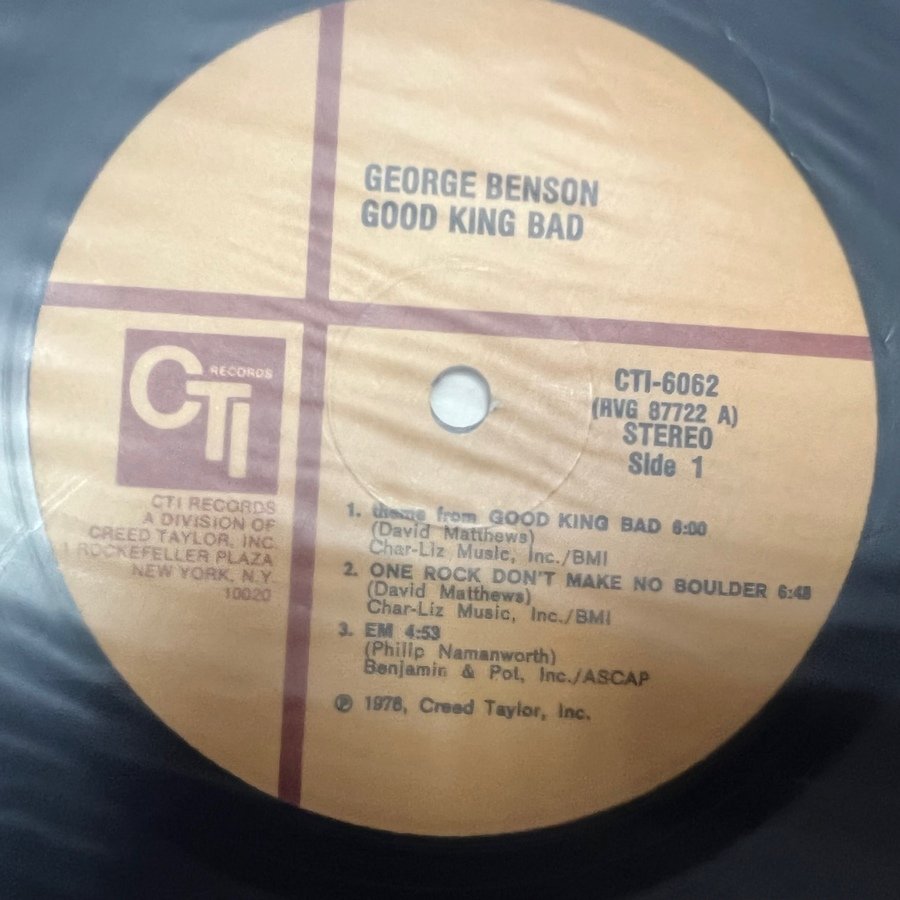 GEORGE BENSON
GOOD KING BAD
CTI RECORDS
CTI-6062
(RVG 87722 A)
STEREO
Side 1
CTI RECORDS
A DIVISION OF
CREED TAYLOR, INC.
1 ROCKEFELLER PLAZA
NEW YORK, N.Y.
10020
1. theme from GOOD KING BAD 6:00
(David Matthews)
Char-Liz Music, Inc./BMI
2. ONE ROCK DON'T MAKE NO BOULDER 6:48
(David Matthews)
Char-Liz Music, Inc./BMI
3. EM 4:53
(Philip Namanworth)
Benjamin & Pot, Inc./ASCAP
℗ 1976, Creed Taylor, Inc.